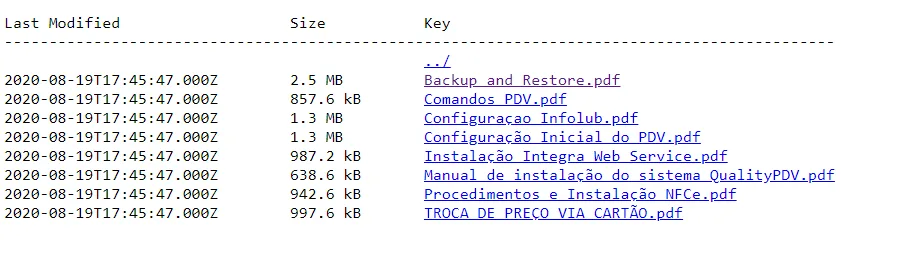 Last Modified Size Key
--------------------------------------------------------------------------------------------
../
2020-08-19T17:45:47.000Z 2.5 MB Backup and Restore.pdf
2020-08-19T17:45:47.000Z 857.6 kB Comandos PDV.pdf
2020-08-19T17:45:47.000Z 1.3 MB Configuraçao Infolub.pdf
2020-08-19T17:45:47.000Z 1.3 MB Configuração Inicial do PDV.pdf
2020-08-19T17:45:47.000Z 987.2 kB Instalação Integra Web Service.pdf
2020-08-19T17:45:47.000Z 638.6 kB Manual de instalação do sistema QualityPDV.pdf
2020-08-19T17:45:47.000Z 942.6 kB Procedimentos e Instalação NFCe.pdf
2020-08-19T17:45:47.000Z 997.6 kB TROCA DE PREÇO VIA CARTÃO.pdf